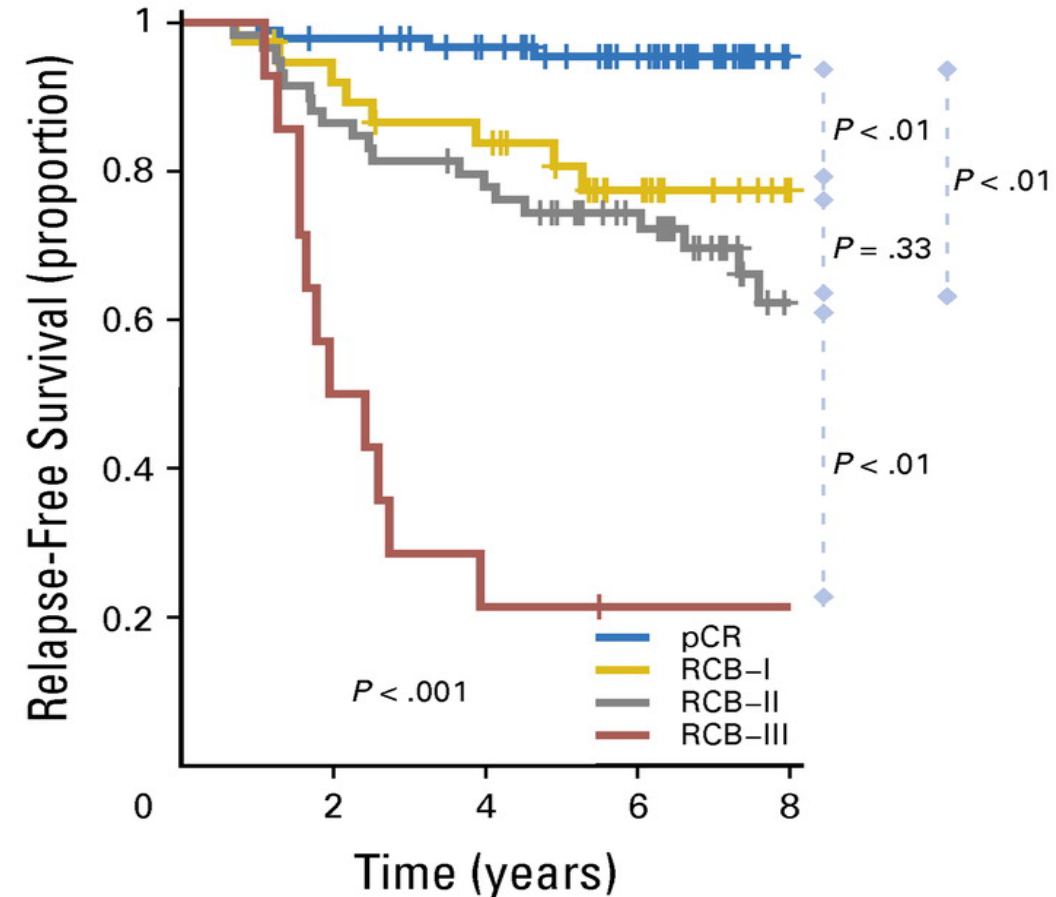 Relapse-Free Survival (proportion)
1
0.8
0.6
0.4
0.2
0
2
4
6
8
Time (years)
P < .001
pCR
RCB–I
RCB–II
RCB–III
P < .01
P = .33
P < .01
P < .01